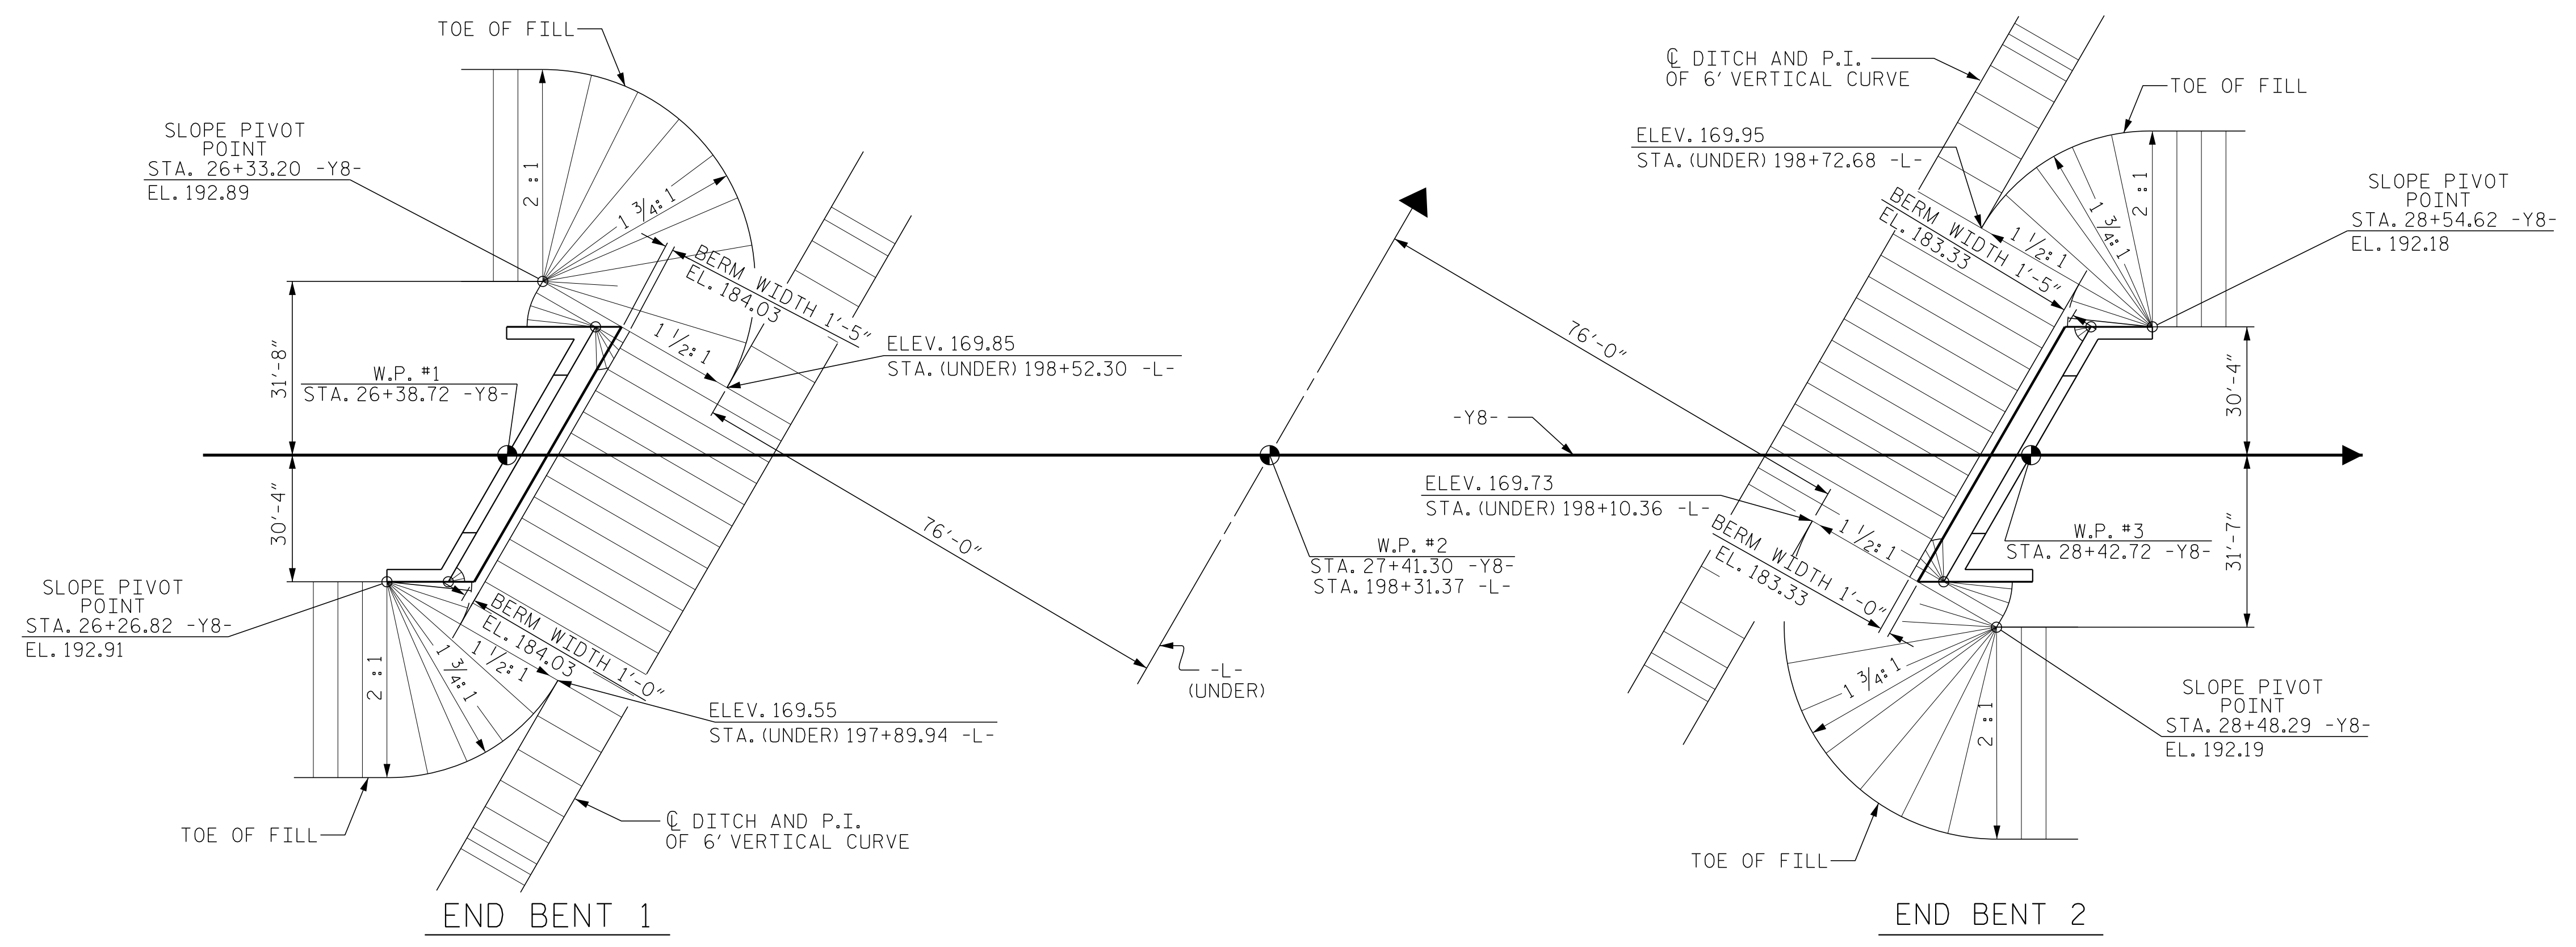 TOE OF FILL
SLOPE PIVOT
POINT
STA. 26+33.20 -Y8-
EL. 192.89
2 : 1
1 3/4: 1
BERM WIDTH 1'-5"
EL. 184.03
1 1/2: 1
ELEV. 169.85
STA. (UNDER) 198+52.30 -L-
31'-8"
W.P. #1
STA. 26+38.72 -Y8-
30'-4"
SLOPE PIVOT
POINT
STA. 26+26.82 -Y8-
EL. 192.91
2 : 1
1 3/4: 1
1 1/2: 1
BERM WIDTH 1'-0"
EL. 184.03
ELEV. 169.55
STA. (UNDER) 197+89.94 -L-
TOE OF FILL
℄ DITCH AND P.I.
OF 6' VERTICAL CURVE
END BENT 1
76'-0"
76'-0"
-Y8-
W.P. #2
STA. 27+41.30 -Y8-
STA. 198+31.37 -L-
-L-
(UNDER)
℄ DITCH AND P.I.
OF 6' VERTICAL CURVE
TOE OF FILL
ELEV. 169.95
STA. (UNDER) 198+72.68 -L-
BERM WIDTH 1'-5"
EL. 183.33
1 1/2: 1
1 3/4: 1
2 : 1
SLOPE PIVOT
POINT
STA. 28+54.62 -Y8-
EL. 192.18
30'-4"
ELEV. 169.73
STA. (UNDER) 198+10.36 -L-
BERM WIDTH 1'-0"
EL. 183.33
1 1/2: 1
W.P. #3
STA. 28+42.72 -Y8-
31'-7"
1 3/4: 1
2 : 1
SLOPE PIVOT
POINT
STA. 28+48.29 -Y8-
EL. 192.19
TOE OF FILL
END BENT 2